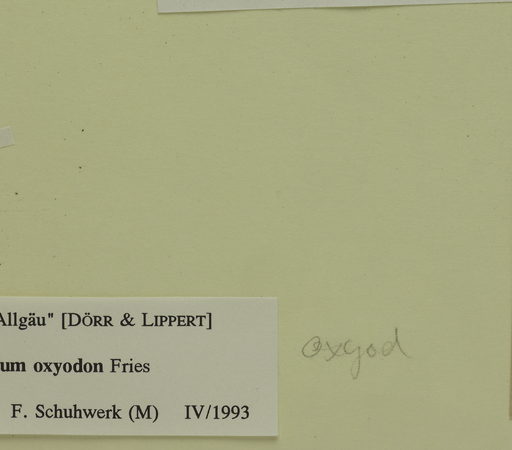 Allgäu" [DÖRR & LIPPERT]
um oxyodon Fries
F. Schuhwerk (M) IV/1993
oxyod